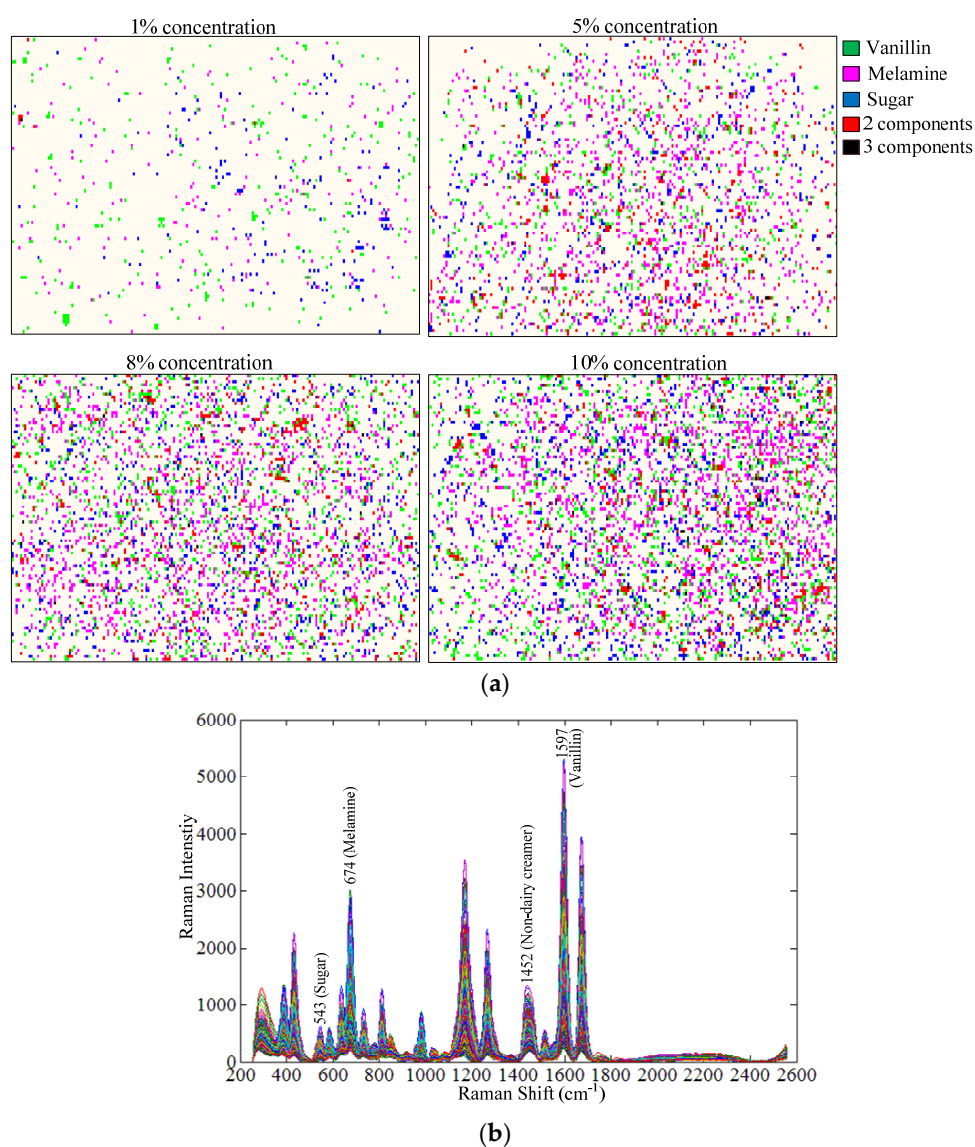 1% concentration
5% concentration
Vanillin
Melamine
Sugar
2 components
3 components
8% concentration
10% concentration
(a)
6000
5000
4000
3000
2000
1000
0
Raman Intenstiy
543 (Sugar)
674 (Melamine)
1452 (Non-dairy creamer)
1597
(Vanillin)
200 400 600 800 1000 1200 1400 1600 1800 2000 2200 2400 2600
Raman Shift (cm⁻¹)
(b)